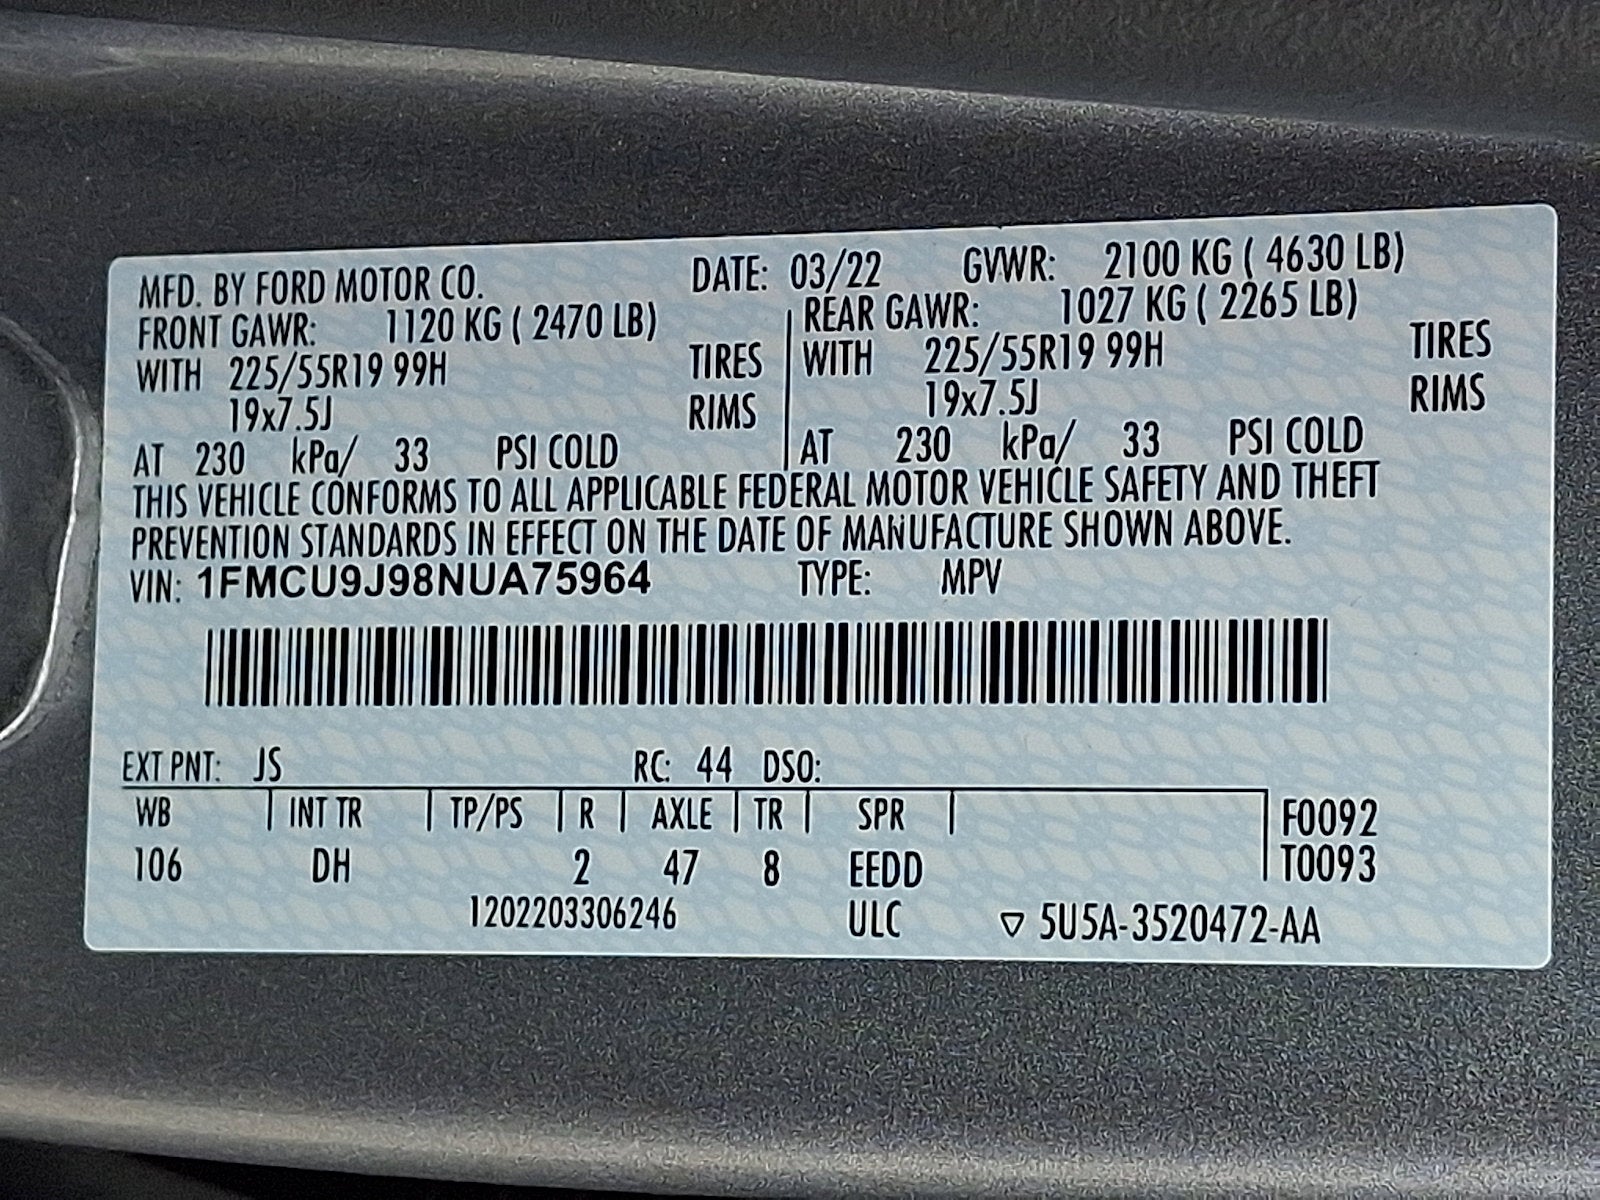 MFD. BY FORD MOTOR CO. DATE: 03/22 GVWR: 2100 KG ( 4630 LB)
FRONT GAWR: 1120 KG ( 2470 LB) REAR GAWR: 1027 KG ( 2265 LB)
WITH 225/55R19 99H TIRES WITH 225/55R19 99H TIRES
19x7.5J RIMS 19x7.5J RIMS
AT 230 kPa/ 33 PSI COLD AT 230 kPa/ 33 PSI COLD
THIS VEHICLE CONFORMS TO ALL APPLICABLE FEDERAL MOTOR VEHICLE SAFETY AND THEFT
PREVENTION STANDARDS IN EFFECT ON THE DATE OF MANUFACTURE SHOWN ABOVE.
VIN: 1FMCU9J98NUA75964 TYPE: MPV
EXT PNT: JS RC: 44 DSO:
WB INT TR TP/PS R AXLE TR SPR F0092
106 DH 2 47 8 EEDD T0093
1202203306246 ULC ▽ 5U5A-3520472-AA